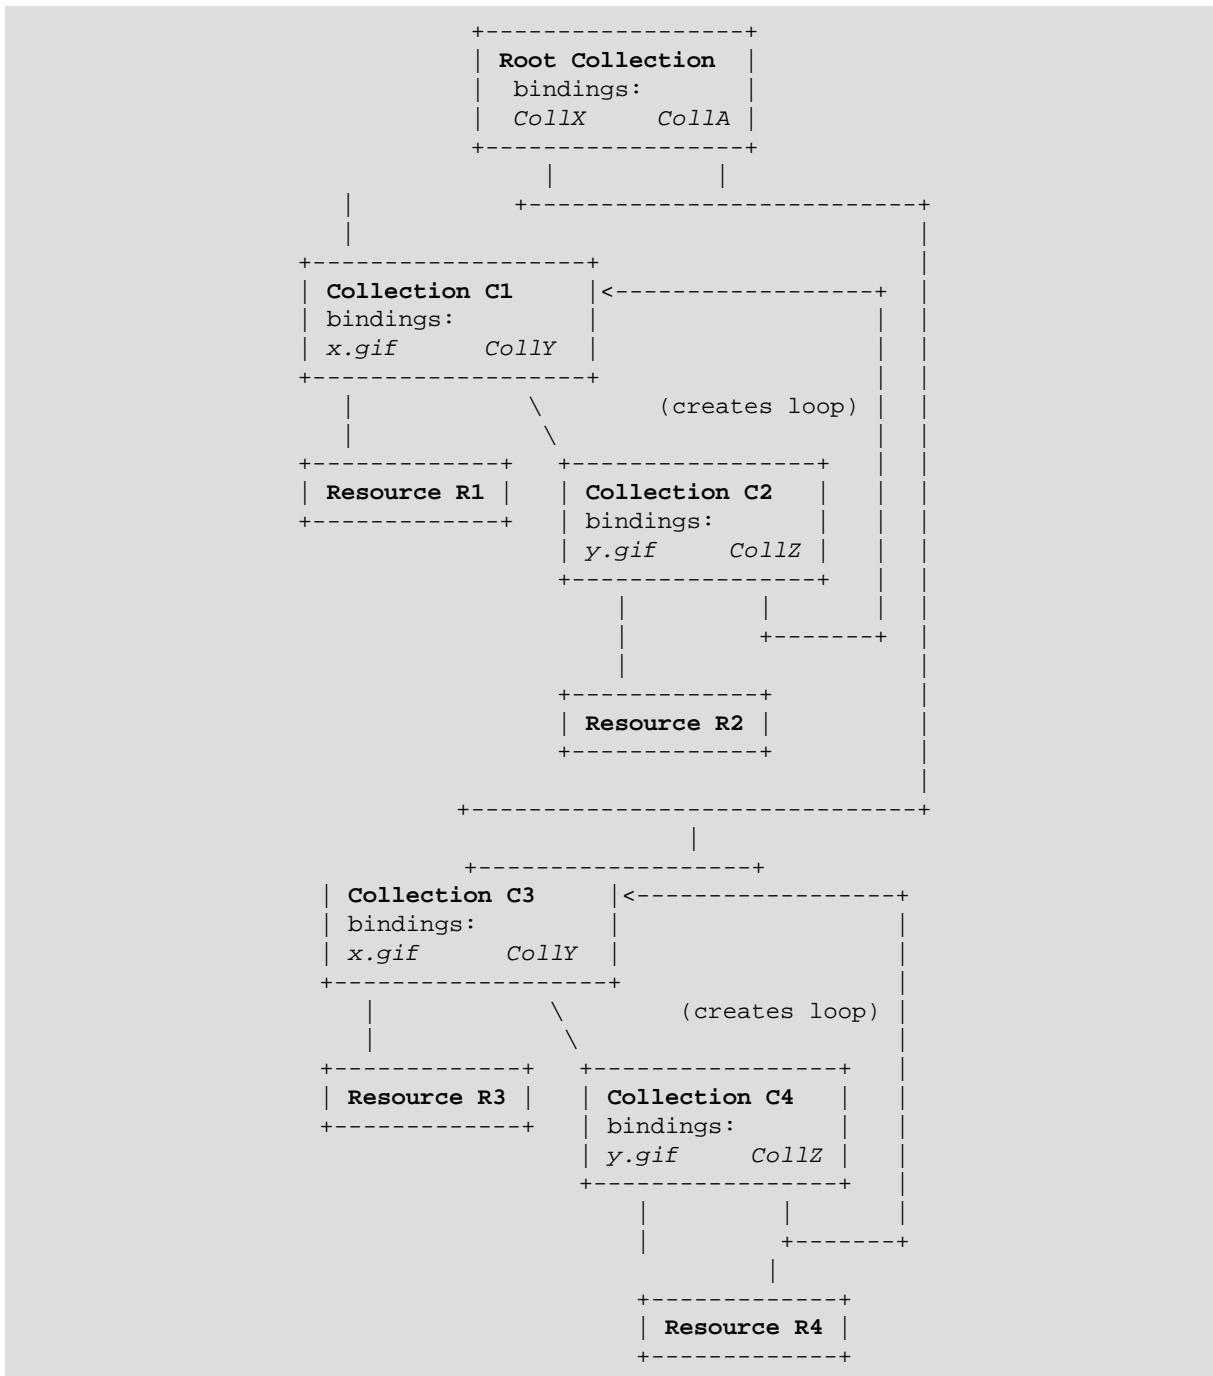 Root Collection
bindings:
CollX CollA
Collection C1
bindings:
x.gif CollY
(creates loop)
Resource R1 Collection C2
bindings:
y.gif CollZ
Resource R2
Collection C3
bindings:
x.gif CollY
(creates loop)
Resource R3 Collection C4
bindings:
y.gif CollZ
Resource R4